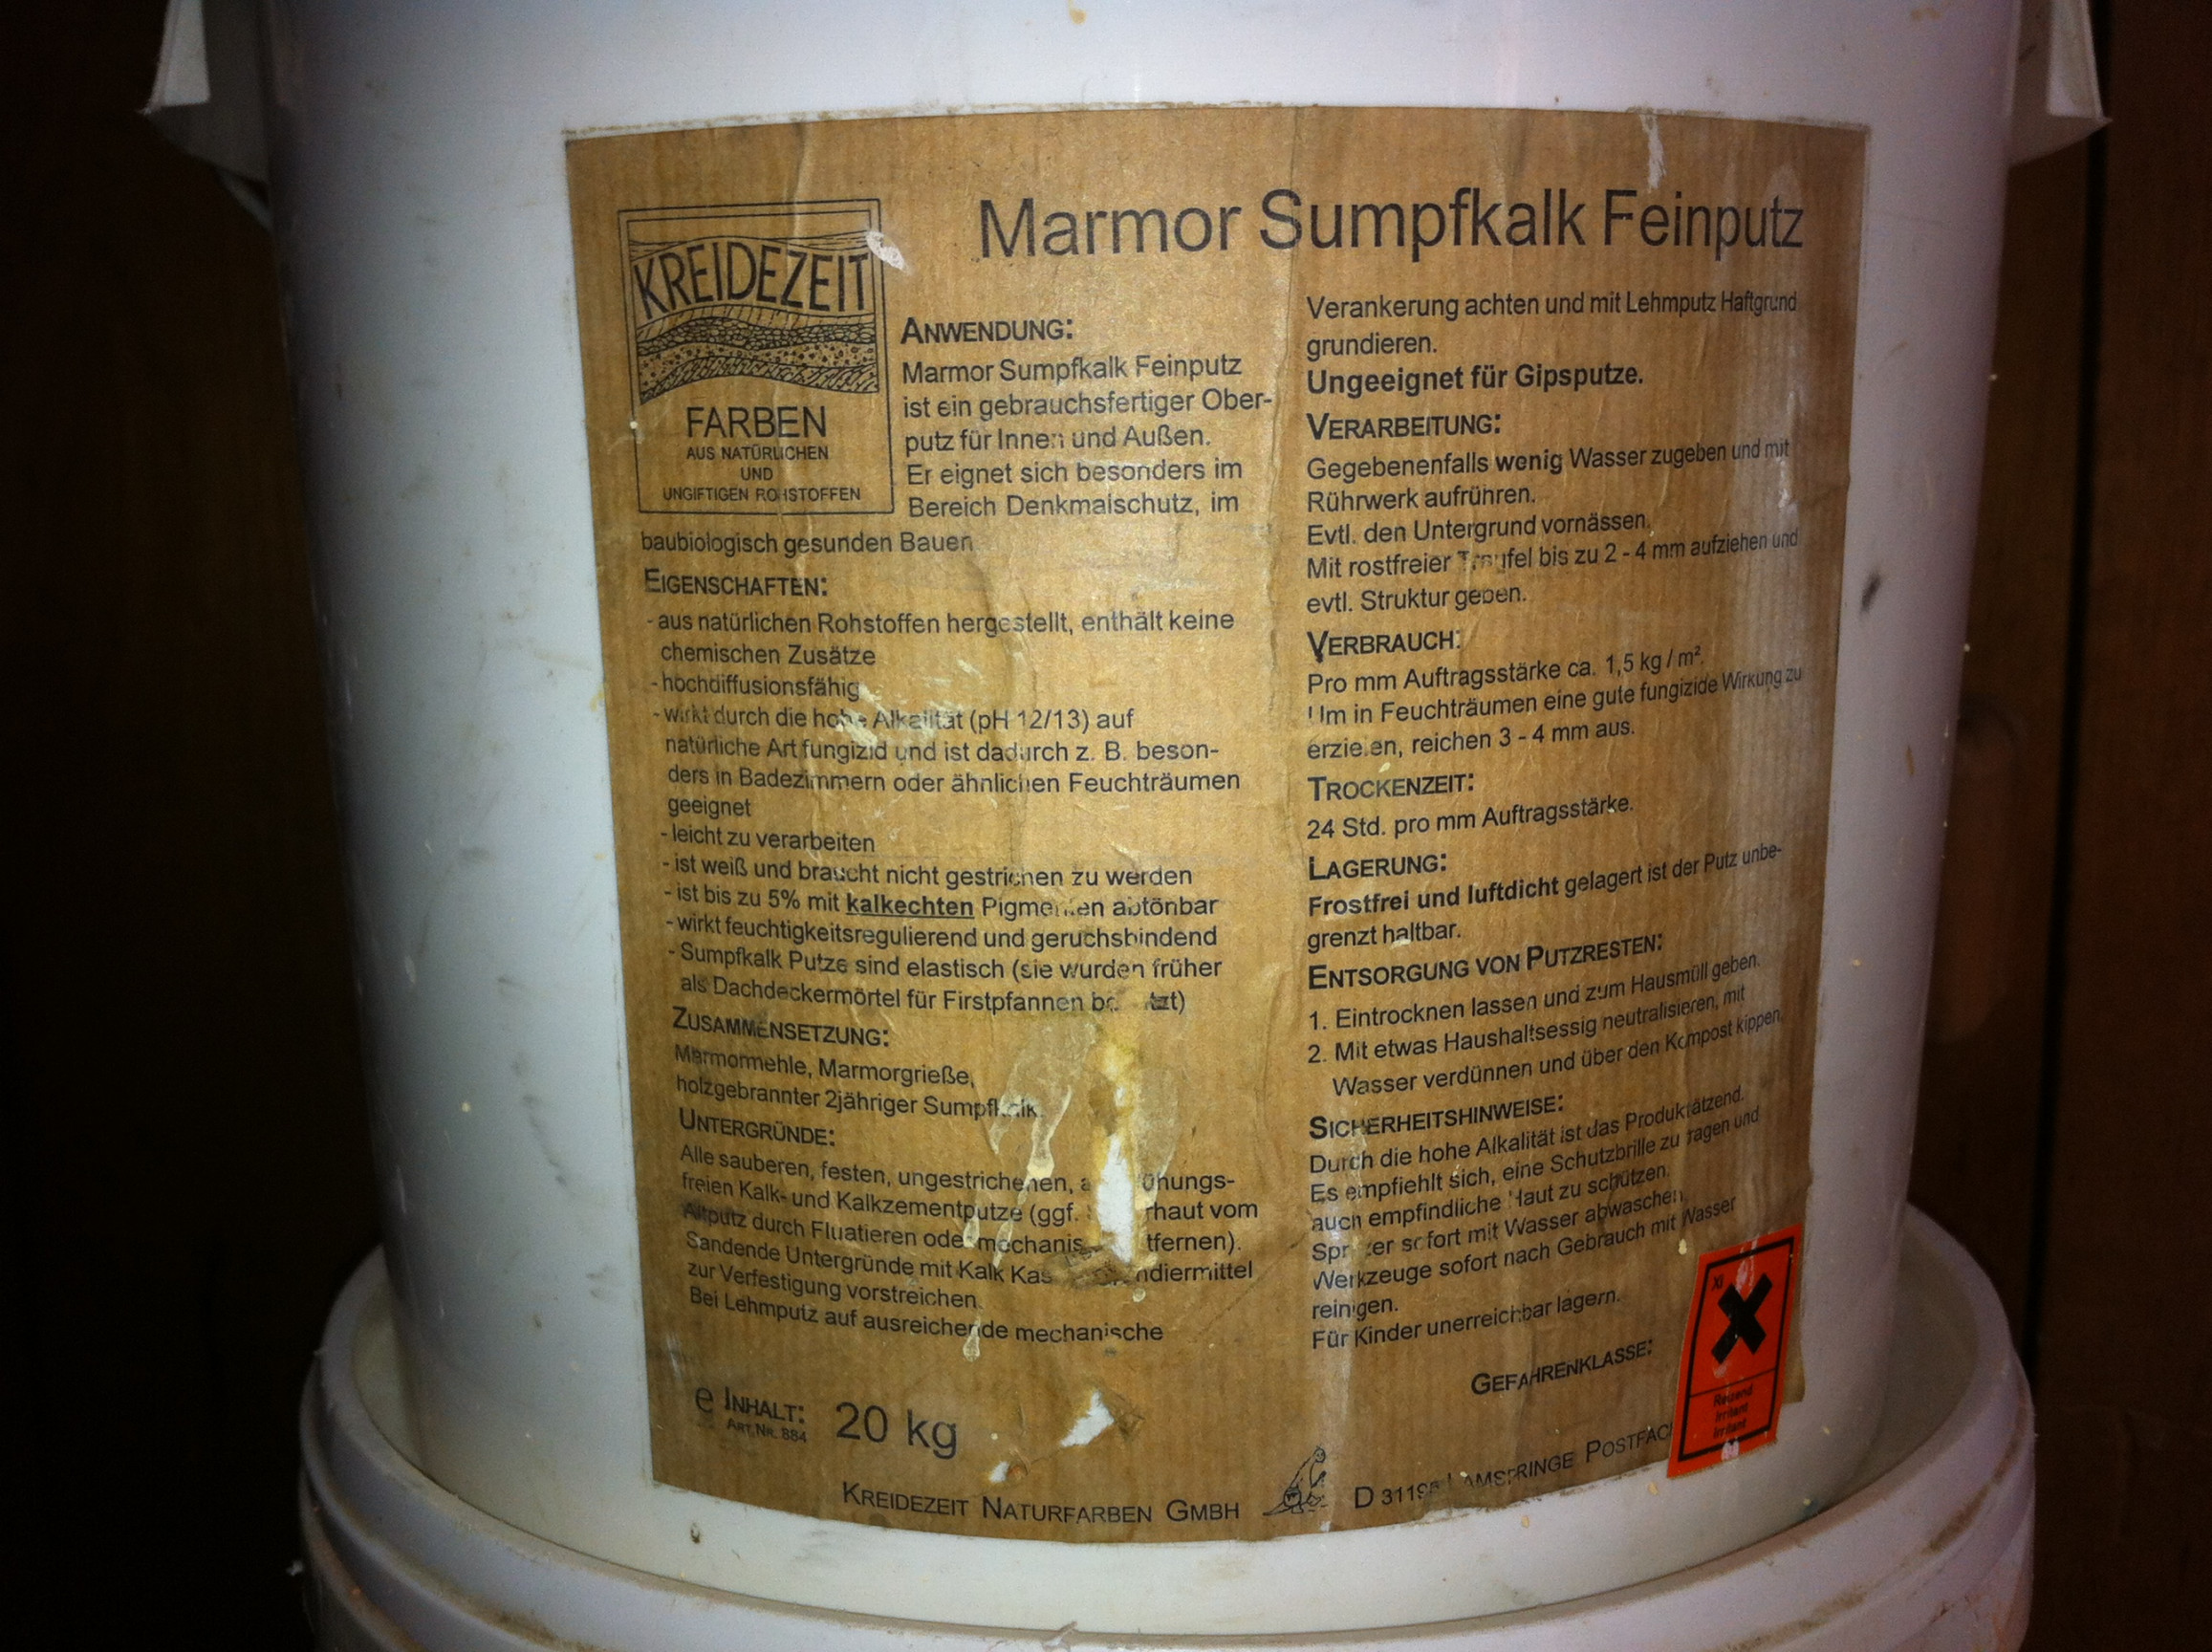 Marmor Sumpfkalk Feinputz
KREIDEZEIT
FARBEN
AUS NATÜRLICHEN
UND
UNGIFTIGEN ROHSTOFFEN
ANWENDUNG:
Marmor Sumpfkalk Feinputz
ist ein gebrauchsfertiger Ober-
putz für Innen und Außen.
Er eignet sich besonders im
Bereich Denkmalschutz, im
baubiologisch gesunden Bauen
EIGENSCHAFTEN:
- aus natürlichen Rohstoffen hergestellt, enthält keine
chemischen Zusätze
- hochdiffusionsfähig
- wirkt durch die hohe Alkalität (pH 12/13) auf
natürliche Art fungizid und ist dadurch z. B. beson-
ders in Badezimmern oder ähnlichen Feuchträumen
geeignet
- leicht zu verarbeiten
- ist weiß und braucht nicht gestrichen zu werden
- ist bis zu 5% mit kalkechten Pigmenten abtönbar
- wirkt feuchtigkeitsregulierend und geruchsbindend
- Sumpfkalk Putze sind elastisch (sie wurden früher
als Dachdeckermörtel für Firstpfannen
ZUSAMMENSETZUNG:
Marmormehle, Marmorgrieße,
holzgebrannter 2jähriger Sumpfkalk
UNTERGRÜNDE:
Alle sauberen, festen, ungestrichenen,
freien Kalk- und Kalkzementputze (ggf. vom
Altputz durch Fluatieren oder
Sandende Untergründe mit Kalk
zur Verfestigung vorstreichen.
Bei Lehmputz auf ausreichende mechanische
Verankerung achten und mit Lehmputz Haftgrund
grundieren.
Ungeeignet für Gipsputze.
VERARBEITUNG:
Gegebenenfalls wenig Wasser zugeben und mit
Rührwerk aufrühren.
Evtl. den Untergrund vornässen.
Mit rostfreier Traufel bis zu 2 - 4 mm aufziehen und
evtl. Struktur geben.
VERBRAUCH:
Pro mm Auftragsstärke ca. 1,5 kg / m².
Um in Feuchträumen eine gute fungizide Wirkung zu
erzielen, reichen 3 - 4 mm aus.
TROCKENZEIT:
24 Std. pro mm Auftragsstärke.
LAGERUNG:
Frostfrei und luftdicht gelagert ist der Putz unbe-
grenzt haltbar.
ENTSORGUNG VON PUTZRESTEN:
1. Eintrocknen lassen und zum Hausmüll geben.
2. Mit etwas Haushaltsessig neutralisieren, mit
Wasser verdünnen und über den Kompost kippen.
SICHERHEITSHINWEISE:
Durch die hohe Alkalität ist das Produkt ätzend.
Es empfiehlt sich, eine Schutzbrille zu tragen und
auch empfindliche Haut zu schützen.
Spritzer sofort mit Wasser abwaschen
Werkzeuge sofort nach Gebrauch mit Wasser
reinigen.
Für Kinder unerreichbar lagern.
GEFAHRENKLASSE:
Xi
Reizend
Irritant
Irritant
e INHALT: 20 kg
ART.NR. 884
KREIDEZEIT NATURFARBEN GMBH
D 31195 LAMSPRINGE